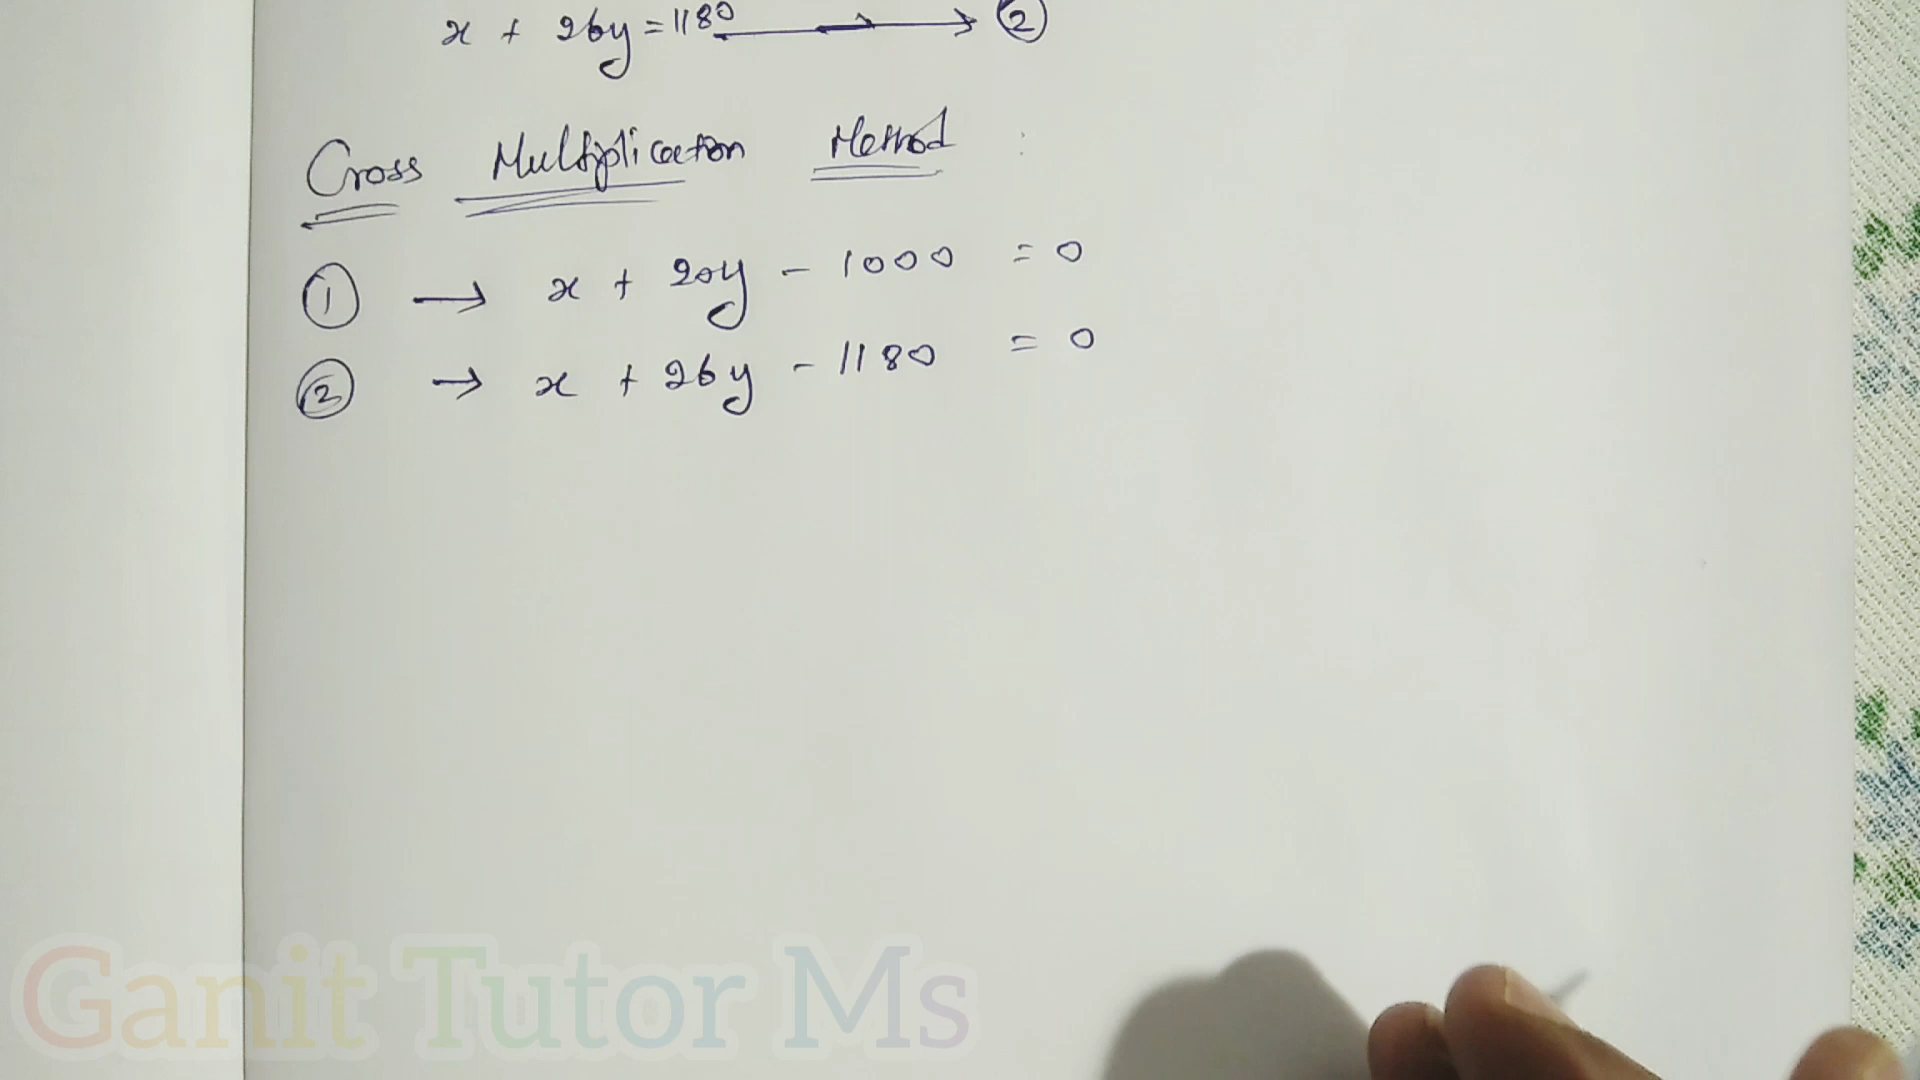 x + 26y = 1180 → ②
Cross Multiplication Method :
① → x + 20y - 1000 = 0
② → x + 26y - 1180 = 0
Ganit Tutor Ms